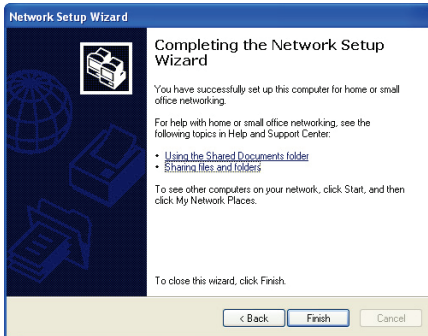 Network Setup Wizard
Completing the Network Setup
Wizard
You have successfully set up this computer for home or small
office networking.
For help with home or small office networking, see the
following topics in Help and Support Center:
• Using the Shared Documents folder
• Sharing files and folders
To see other computers on your network, click Start, and then
click My Network Places.
To close this wizard, click Finish.
< Back Finish Cancel